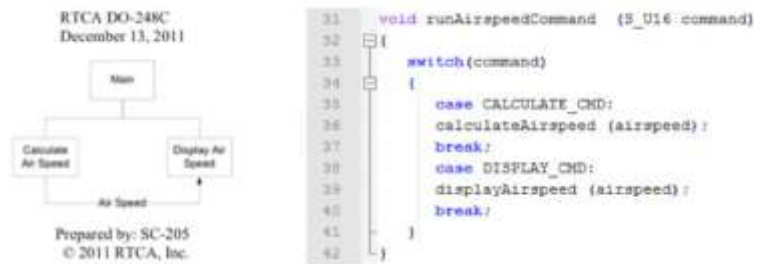 RTCA DO-248C
December 13, 2011
Main
Calculate
Air Speed
Display Air
Speed
Air Speed
Prepared by: SC-205
© 2011 RTCA, Inc.
31 void runAirspeedCommand (S_U16 command)
32 {
33 switch(command)
34 {
35 case CALCULATE_CMD:
36 calculateAirspeed (airspeed);
37 break;
38 case DISPLAY_CMD:
39 displayAirspeed (airspeed);
40 break;
41 }
42 }